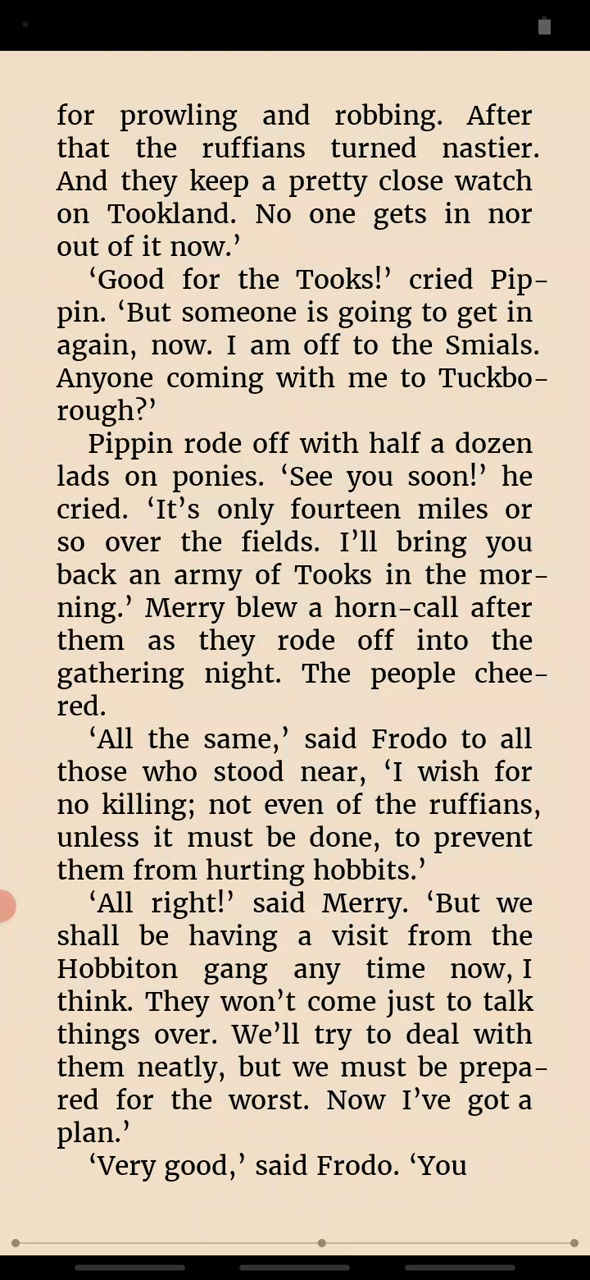 for prowling and robbing. After
that the ruffians turned nastier.
And they keep a pretty close watch
on Tookland. No one gets in nor
out of it now.’
‘Good for the Tooks!’ cried Pip-
pin. ‘But someone is going to get in
again, now. I am off to the Smials.
Anyone coming with me to Tuckbo-
rough?’
Pippin rode off with half a dozen
lads on ponies. ‘See you soon!’ he
cried. ‘It’s only fourteen miles or
so over the fields. I’ll bring you
back an army of Tooks in the mor-
ning.’ Merry blew a horn-call after
them as they rode off into the
gathering night. The people chee-
red.
‘All the same,’ said Frodo to all
those who stood near, ‘I wish for
no killing; not even of the ruffians,
unless it must be done, to prevent
them from hurting hobbits.’
‘All right!’ said Merry. ‘But we
shall be having a visit from the
Hobbiton gang any time now, I
think. They won’t come just to talk
things over. We’ll try to deal with
them neatly, but we must be prepa-
red for the worst. Now I’ve got a
plan.’
‘Very good,’ said Frodo. ‘You